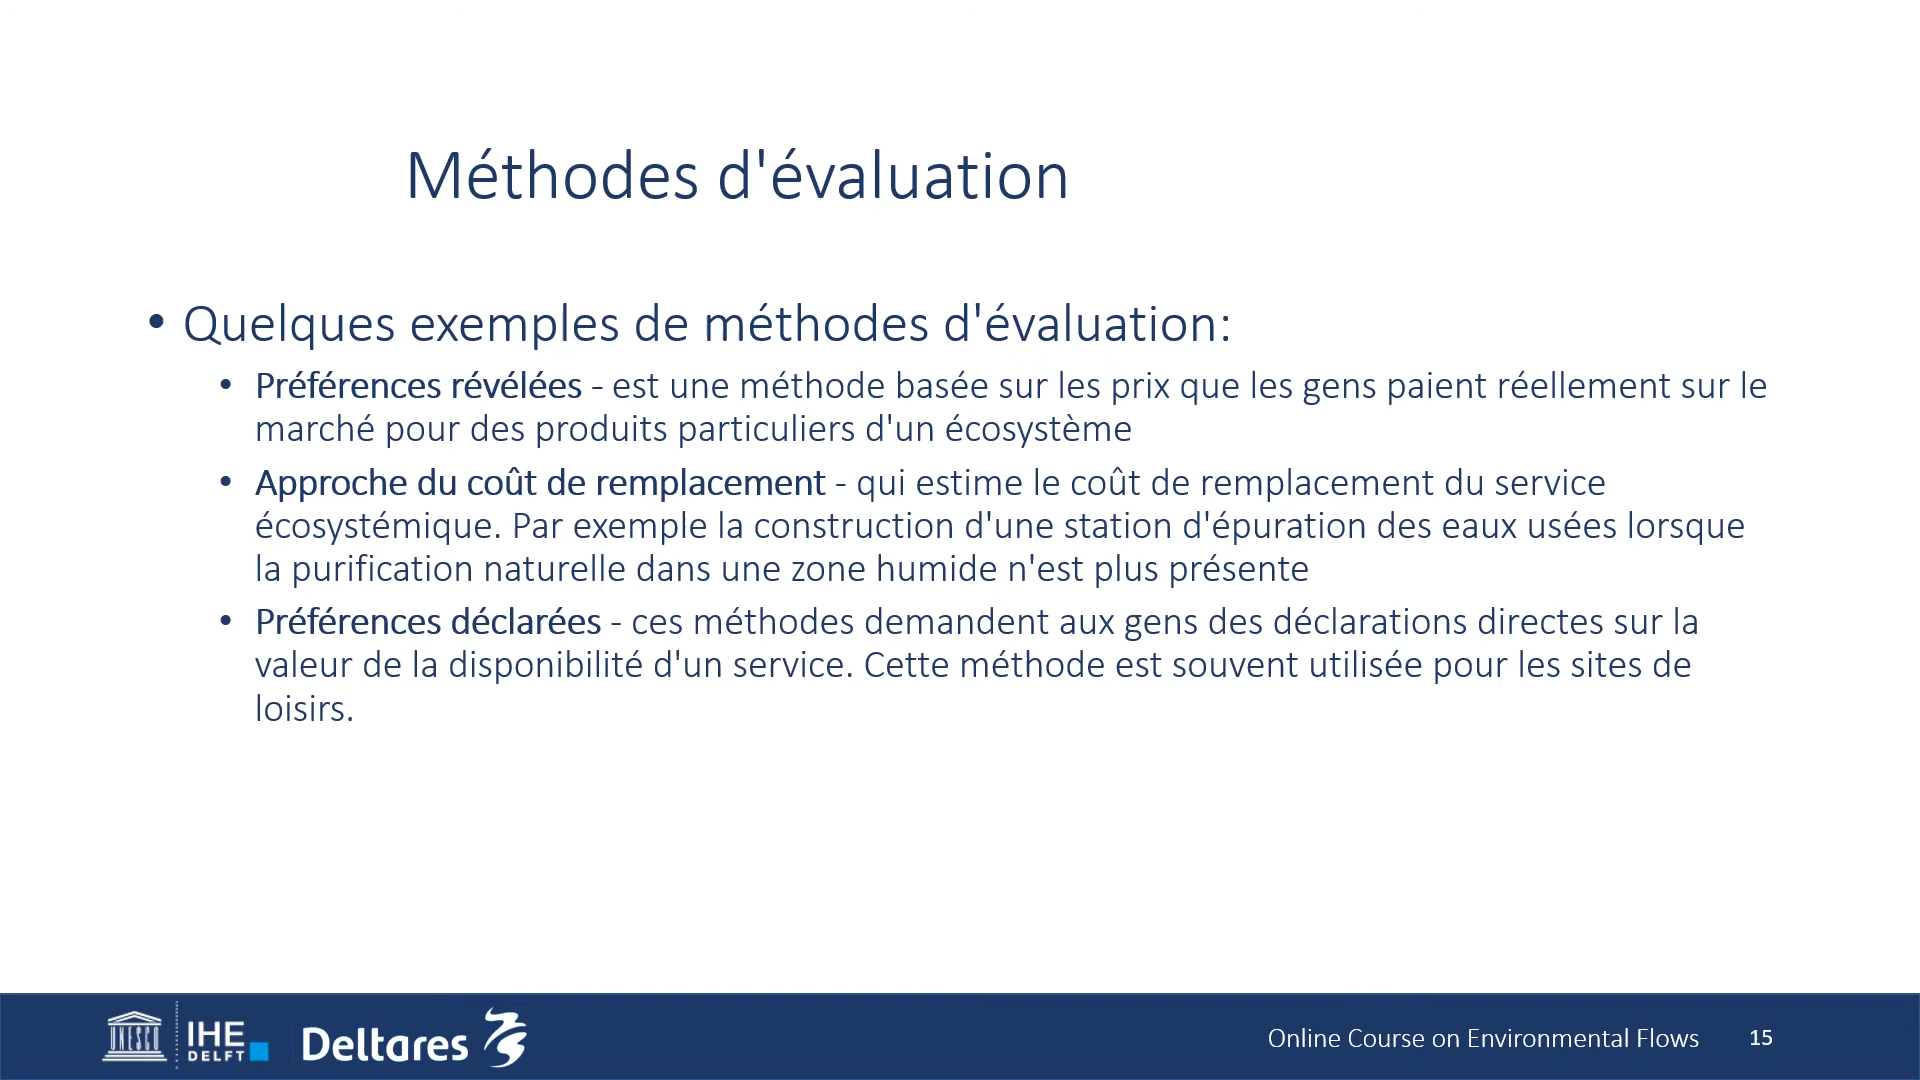 Méthodes d'évaluation
• Quelques exemples de méthodes d'évaluation:
• Préférences révélées - est une méthode basée sur les prix que les gens paient réellement sur le
marché pour des produits particuliers d'un écosystème
• Approche du coût de remplacement - qui estime le coût de remplacement du service
écosystémique. Par exemple la construction d'une station d'épuration des eaux usées lorsque
la purification naturelle dans une zone humide n'est plus présente
• Préférences déclarées - ces méthodes demandent aux gens des déclarations directes sur la
valeur de la disponibilité d'un service. Cette méthode est souvent utilisée pour les sites de
loisirs.
UNESCO
IHE
DELFT
Deltares
Online Course on Environmental Flows
15